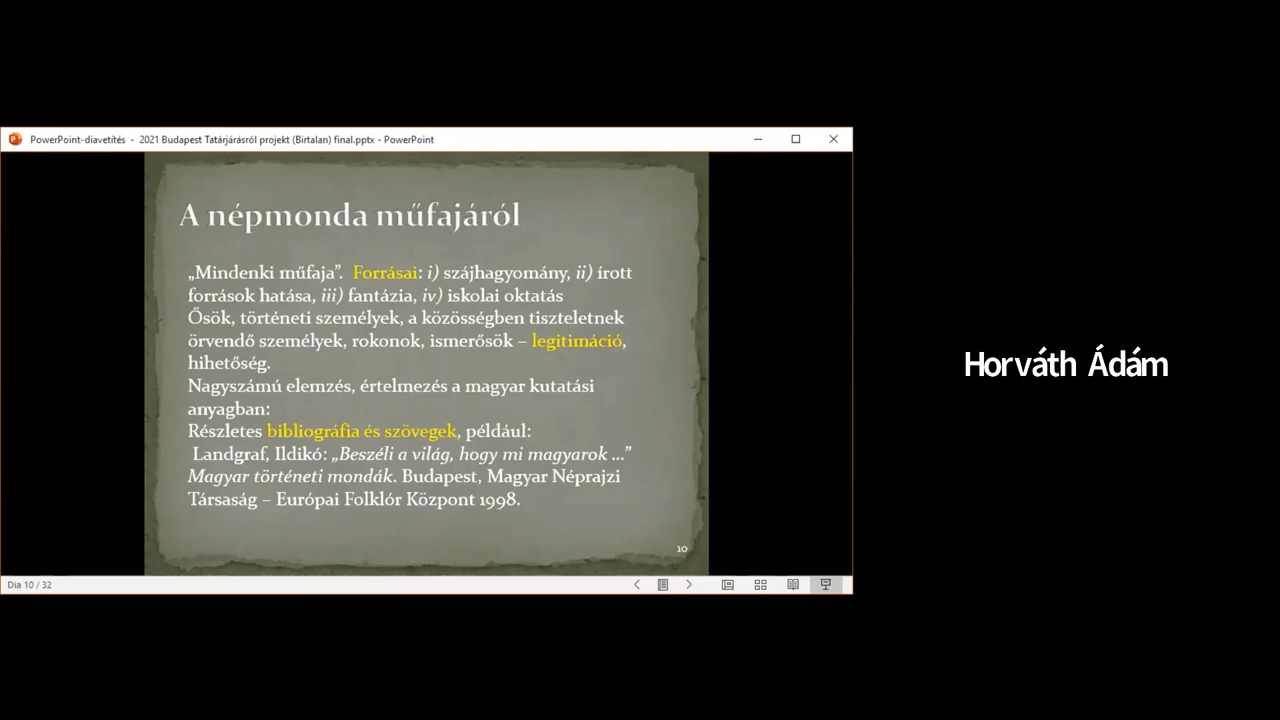 PowerPoint-diavetítés - 2021 Budapest Tatárjárásról projekt (Birtalan) final.pptx - PowerPoint
A népmonda műfajáról
„Mindenki műfaja”. Forrásai: i) szájhagyomány, ii) írott
források hatása, iii) fantázia, iv) iskolai oktatás
Ősök, történeti személyek, a közösségben tiszteletnek
örvendő személyek, rokonok, ismerősök – legitimáció,
hihetőség.
Nagyszámú elemzés, értelmezés a magyar kutatási
anyagban:
Részletes bibliográfia és szövegek, például:
Landgraf, Ildikó: „Beszéli a világ, hogy mi magyarok ...”
Magyar történeti mondák. Budapest, Magyar Néprajzi
Társaság – Európai Folklór Központ 1998.
10
Dia 10 / 32
Horváth Ádám